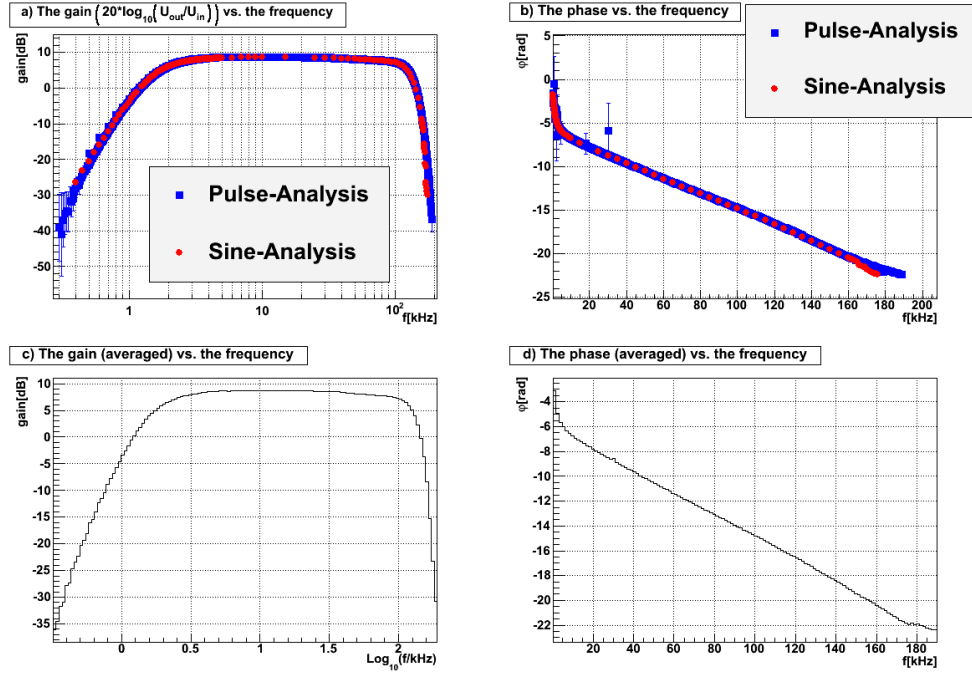 a) The gain (20*log10(Uout/Uin)) vs. the frequency
gain[dB]
10
0
-10
-20
-30
-40
-50
1
10
10²
f[kHz]
Pulse-Analysis
Sine-Analysis
b) The phase vs. the frequency
φ[rad]
5
0
-5
-10
-15
-20
-25
20 40 60 80 100 120 140 160 180 200
f[kHz]
Pulse-Analysis
Sine-Analysis
c) The gain (averaged) vs. the frequency
gain[dB]
10
5
0
-5
-10
-15
-20
-25
-30
-35
0 0.5 1 1.5 2
Log10(f/kHz)
d) The phase (averaged) vs. the frequency
φ[rad]
-4
-6
-8
-10
-12
-14
-16
-18
-20
-22
20 40 60 80 100 120 140 160 180
f[kHz]